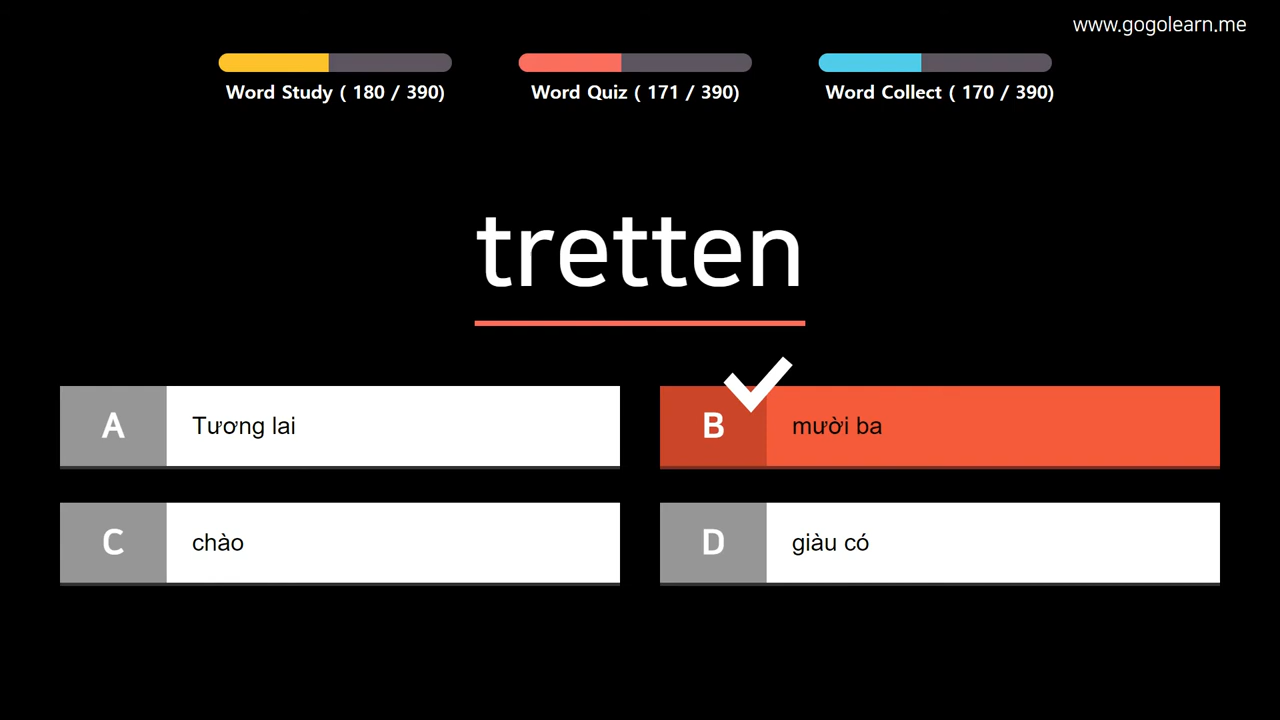 www.gogolearn.me
Word Study ( 180 / 390)
Word Quiz ( 171 / 390)
Word Collect ( 170 / 390)
tretten
A
Tương lai
B
mười ba
C
chào
D
giàu có